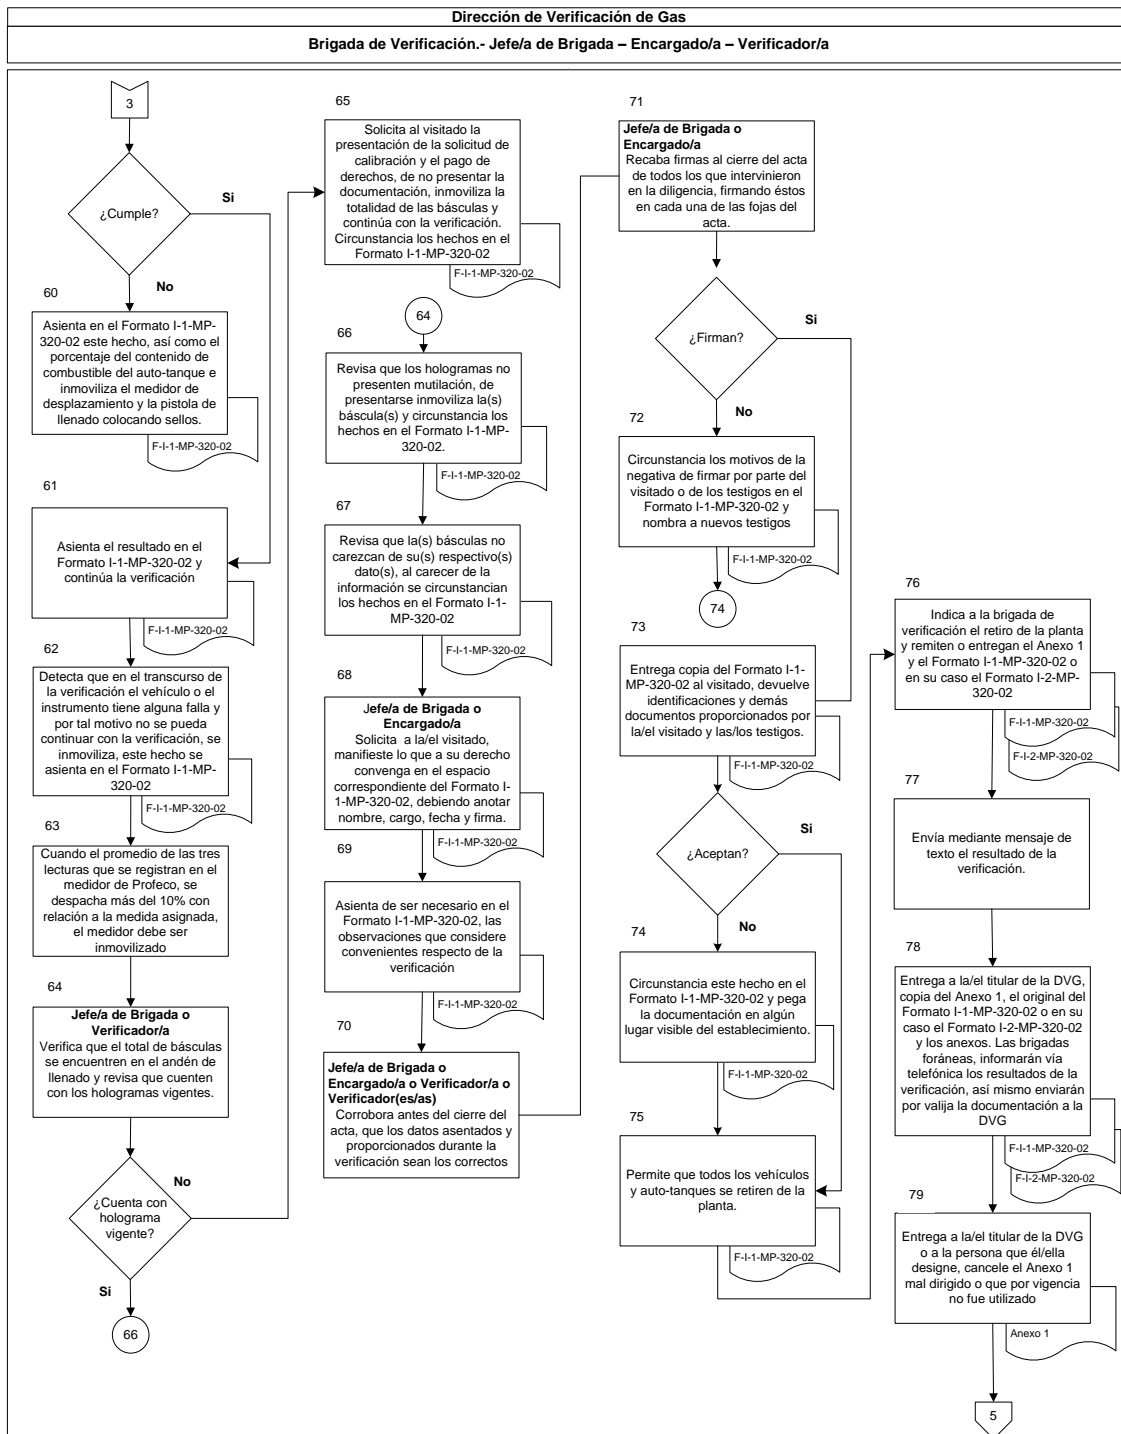 Dirección de Verificación de Gas
Brigada de Verificación.- Jefe/a de Brigada – Encargado/a – Verificador/a
3
¿Cumple?
Si
No
60
Asienta en el Formato I-1-MP-
320-02 este hecho, así como el
porcentaje del contenido de
combustible del auto-tanque e
inmoviliza el medidor de
desplazamiento y la pistola de
llenado colocando sellos.
F-I-1-MP-320-02
61
Asienta el resultado en el
Formato I-1-MP-320-02 y
continúa la verificación
F-I-1-MP-320-02
62
Detecta que en el transcurso de
la verificación el vehículo o el
instrumento tiene alguna falla y
por tal motivo no se pueda
continuar con la verificación, se
inmoviliza, este hecho se
asienta en el Formato I-1-MP-
320-02
F-I-1-MP-320-02
63
Cuando el promedio de las tres
lecturas que se registran en el
medidor de Profeco, se
despacha más del 10% con
relación a la medida asignada,
el medidor debe ser
inmovilizado
64
Jefe/a de Brigada o
Verificador/a
Verifica que el total de básculas
se encuentren en el andén de
llenado y revisa que cuenten
con los hologramas vigentes.
No
¿Cuenta con
holograma
vigente?
Si
66
65
Solicita al visitado la
presentación de la solicitud de
calibración y el pago de
derechos, de no presentar la
documentación, inmoviliza la
totalidad de las básculas y
continúa con la verificación.
Circunstancia los hechos en el
Formato I-1-MP-320-02
F-I-1-MP-320-02
64
66
Revisa que los hologramas no
presenten mutilación, de
presentarse inmoviliza la(s)
báscula(s) y circunstancia los
hechos en el Formato I-1-MP-
320-02.
F-I-1-MP-320-02
67
Revisa que la(s) básculas no
carezcan de su(s) respectivo(s)
dato(s), al carecer de la
información se circunstancian
los hechos en el Formato I-1-
MP-320-02
F-I-1-MP-320-02
68
Jefe/a de Brigada o
Encargado/a
Solicita a la/el visitado,
manifieste lo que a su derecho
convenga en el espacio
correspondiente del Formato I-
1-MP-320-02, debiendo anotar
nombre, cargo, fecha y firma.
F-I-1-MP-320-02
69
Asienta de ser necesario en el
Formato I-1-MP-320-02, las
observaciones que considere
convenientes respecto de la
verificación
F-I-1-MP-320-02
70
Jefe/a de Brigada o
Encargado/a o Verificador/a o
Verificador(es/as)
Corrobora antes del cierre del
acta, que los datos asentados y
proporcionados durante la
verificación sean los correctos
71
Jefe/a de Brigada o
Encargado/a
Recaba firmas al cierre del acta
de todos los que intervinieron
en la diligencia, firmando éstos
en cada una de las fojas del
acta.
¿Firman?
Si
No
72
Circunstancia los motivos de la
negativa de firmar por parte del
visitado o de los testigos en el
Formato I-1-MP-320-02 y
nombra a nuevos testigos
F-I-1-MP-320-02
74
73
Entrega copia del Formato I-1-
MP-320-02 al visitado, devuelve
identificaciones y demás
documentos proporcionados por
la/el visitado y las/los testigos.
F-I-1-MP-320-02
¿Aceptan?
Si
No
74
Circunstancia este hecho en el
Formato I-1-MP-320-02 y pega
la documentación en algún
lugar visible del establecimiento.
F-I-1-MP-320-02
75
Permite que todos los vehículos
y auto-tanques se retiren de la
planta.
F-I-1-MP-320-02
76
Indica a la brigada de
verificación el retiro de la planta
y remiten o entregan el Anexo 1
y el Formato I-1-MP-320-02 o
en su caso el Formato I-2-MP-
320-02
F-I-1-MP-320-02
F-I-2-MP-320-02
77
Envía mediante mensaje de
texto el resultado de la
verificación.
78
Entrega a la/el titular de la DVG,
copia del Anexo 1, el original del
Formato I-1-MP-320-02 o en su
caso el Formato I-2-MP-320-02
y los anexos. Las brigadas
foráneas, informarán vía
telefónica los resultados de la
verificación, así mismo enviarán
por valija la documentación a la
DVG
F-I-1-MP-320-02
F-I-2-MP-320-02
79
Entrega a la/el titular de la DVG
o a la persona que él/ella
designe, cancele el Anexo 1
mal dirigido o que por vigencia
no fue utilizado
Anexo 1
5